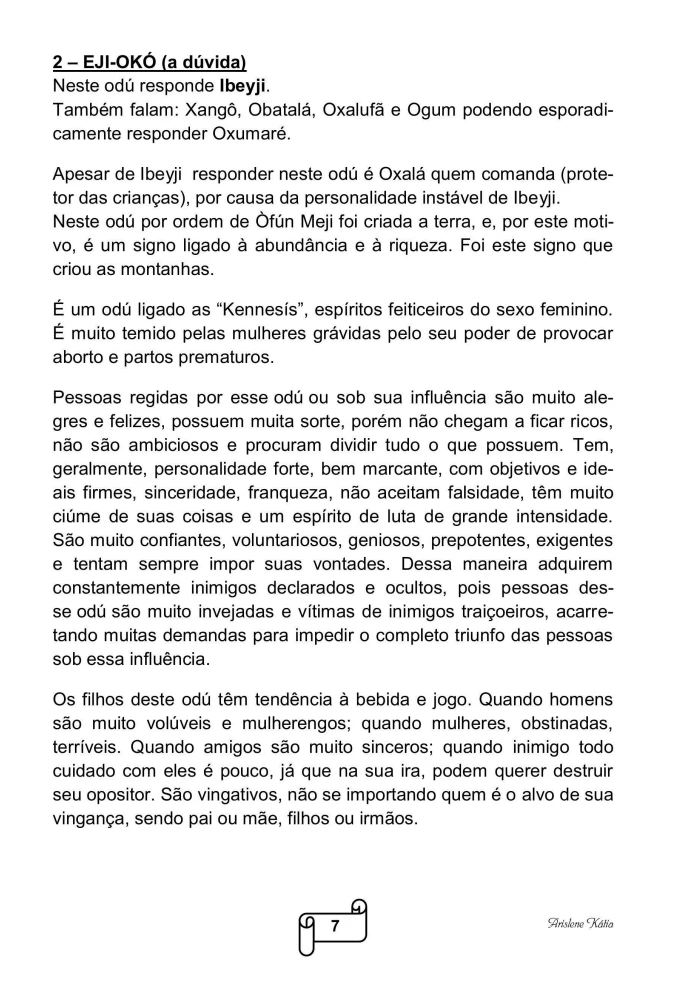 2 – EJI-OKÓ (a dúvida)
Neste odú responde Ibeyji.
Também falam: Xangô, Obatalá, Oxalufã e Ogum podendo esporadi-
camente responder Oxumaré.
Apesar de Ibeyji  responder neste odú é Oxalá quem comanda (prote-
tor das crianças), por causa da personalidade instável de Ibeyji.
Neste odú por ordem de Òfún Meji foi criada a terra, e, por este moti-
vo, é um signo ligado à abundância e à riqueza. Foi este signo que
criou as montanhas.
É um odú ligado as “Kennesís”, espíritos feiticeiros do sexo feminino.
É muito temido pelas mulheres grávidas pelo seu poder de provocar
aborto e partos prematuros.
Pessoas regidas por esse odú ou sob sua influência são muito ale-
gres e felizes, possuem muita sorte, porém não chegam a ficar ricos,
não são ambiciosos e procuram dividir tudo o que possuem. Tem,
geralmente, personalidade forte, bem marcante, com objetivos e ide-
ais firmes, sinceridade, franqueza, não aceitam falsidade, têm muito
ciúme de suas coisas e um espírito de luta de grande intensidade.
São muito confiantes, voluntariosos, geniosos, prepotentes, exigentes
e tentam sempre impor suas vontades. Dessa maneira adquirem
constantemente inimigos declarados e ocultos, pois pessoas des-
se odú são muito invejadas e vítimas de inimigos traiçoeiros, acarre-
tando muitas demandas para impedir o completo triunfo das pessoas
sob essa influência.
Os filhos deste odú têm tendência à bebida e jogo. Quando homens
são muito volúveis e mulherengos; quando mulheres, obstinadas,
terríveis. Quando amigos são muito sinceros; quando inimigo todo
cuidado com eles é pouco, já que na sua ira, podem querer destruir
seu opositor. São vingativos, não se importando quem é o alvo de sua
vingança, sendo pai ou mãe, filhos ou irmãos.
7
Arislene Kátia